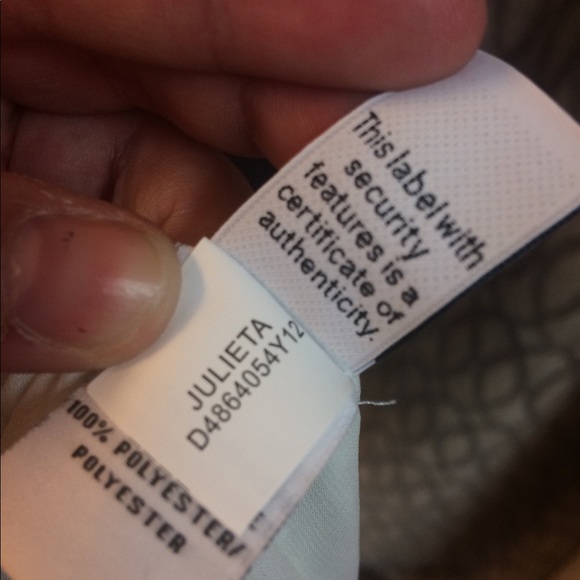 This label with
security
features is a
certificate of
authenticity.
JULIETA
D4864054Y12
100% POLYESTER/
POLYESTER